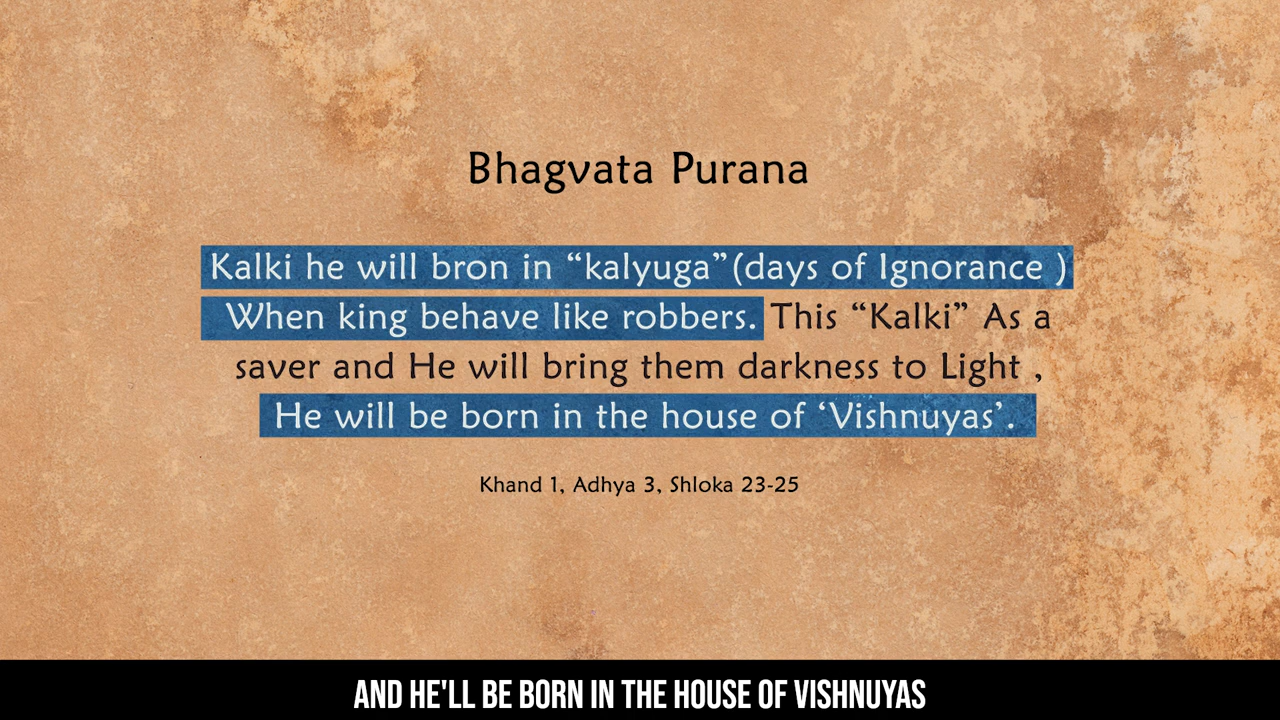 Bhagvata Purana
Kalki he will bron in “kalyuga”(days of Ignorance )
When king behave like robbers. This “Kalki” As a
saver and He will bring them darkness to Light ,
He will be born in the house of ‘Vishnuyas’.
Khand 1, Adhya 3, Shloka 23-25
AND HE'LL BE BORN IN THE HOUSE OF VISHNUYAS